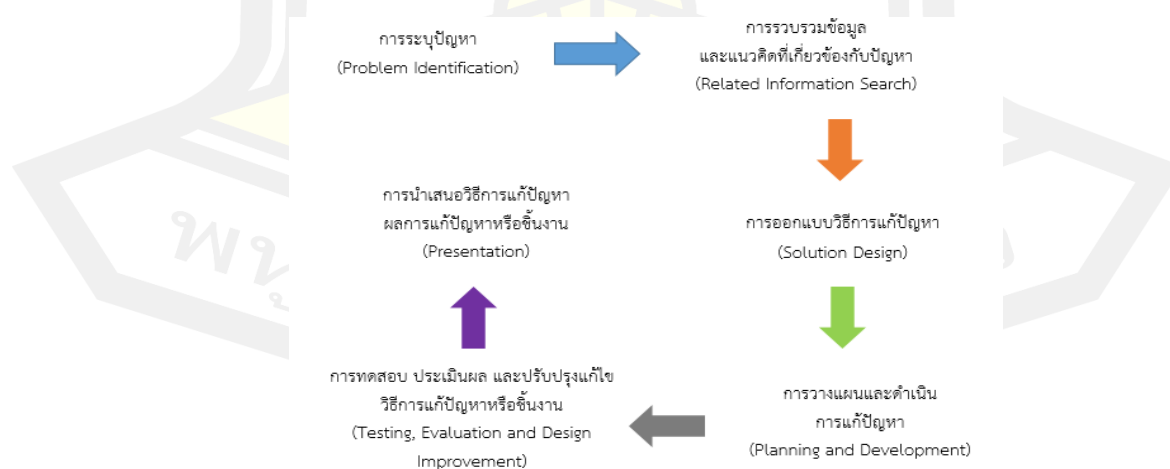 การระบุปัญหา
(Problem Identification)
การรวบรวมข้อมูล
และแนวคิดที่เกี่ยวข้องกับปัญหา
(Related Information Search)
การออกแบบวิธีการแก้ปัญหา
(Solution Design)
การวางแผนและดำเนิน
การแก้ปัญหา
(Planning and Development)
การทดสอบ ประเมินผล และปรับปรุงแก้ไข
วิธีการแก้ปัญหาหรือชิ้นงาน
(Testing, Evaluation and Design
Improvement)
การนำเสนอวิธีการแก้ปัญหา
ผลการแก้ปัญหาหรือชิ้นงาน
(Presentation)